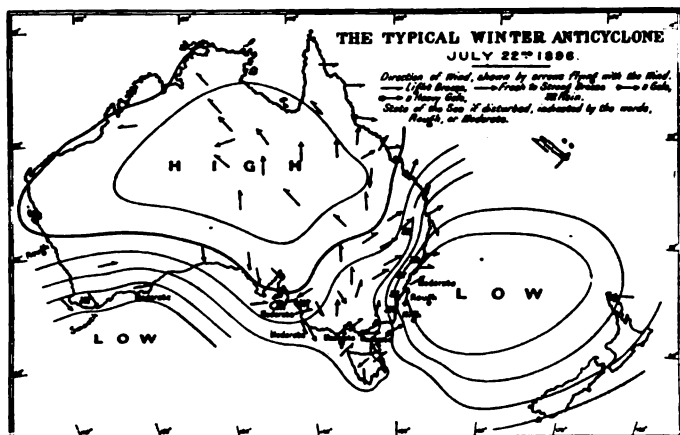 THE TYPICAL WINTER ANTICYCLONE
JULY 22ND 1896.
Direction of Wind, shown by arrows flying with the Wind.
Light Breeze, Fresh to Strong Breeze a Gale,
a Heavy Gale, Rain.
State of the Sea if disturbed, indicated by the words,
Rough, or Moderate.
HIGH
LOW
LOW
Moderate
Rough
Moderate
Moderate
Moderate